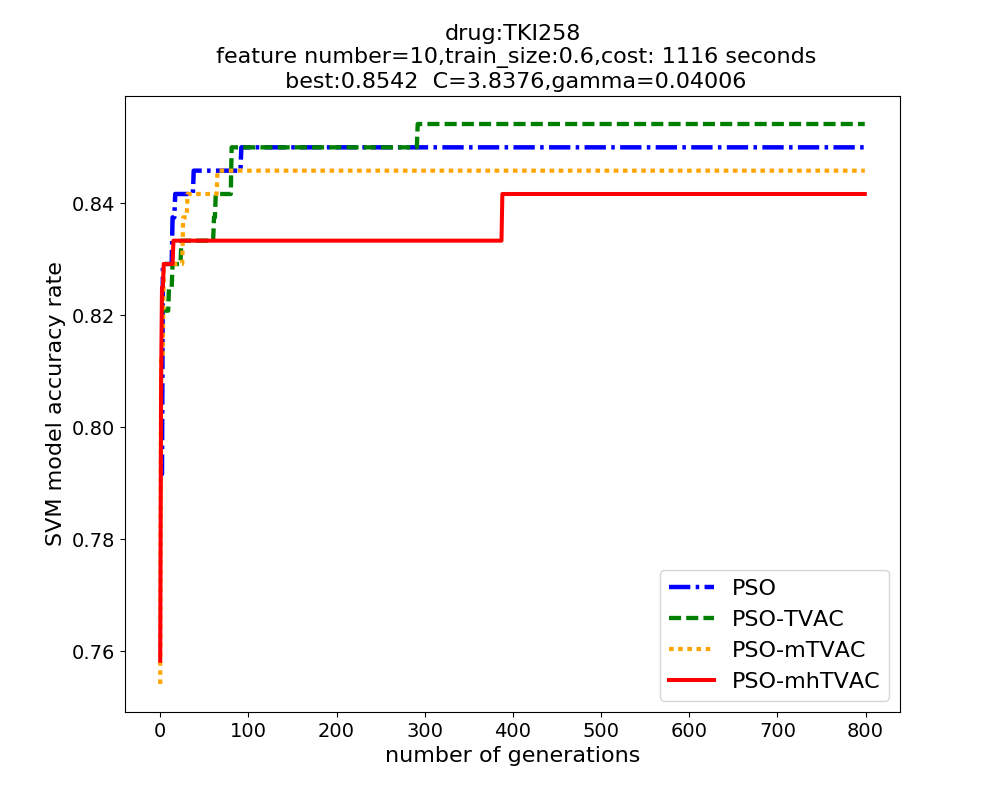 drug:TKI258
feature number=10,train_size:0.6,cost: 1116 seconds
best:0.8542  C=3.8376,gamma=0.04006
SVM model accuracy rate
0.84
0.82
0.80
0.78
0.76
PSO
PSO-TVAC
PSO-mTVAC
PSO-mhTVAC
0 100 200 300 400 500 600 700 800
number of generations